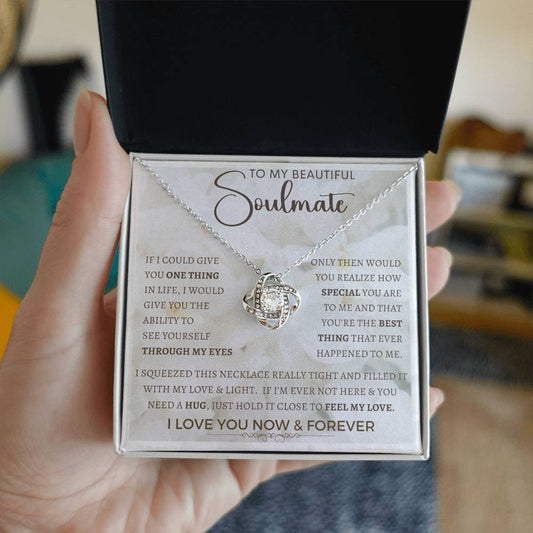 TO MY BEAUTIFUL
Soulmate
IF I COULD GIVE
YOU ONE THING
IN LIFE, I WOULD
GIVE YOU THE
ABILITY TO
SEE YOURSELF
THROUGH MY EYES
ONLY THEN WOULD
YOU REALIZE HOW
SPECIAL YOU ARE
TO ME AND THAT
YOU'RE THE BEST
THING THAT EVER
HAPPENED TO ME.
I SQUEEZED THIS NECKLACE REALLY TIGHT AND FILLED IT
WITH MY LOVE & LIGHT. IF I'M EVER NOT HERE & YOU
NEED A HUG, JUST HOLD IT CLOSE TO FEEL MY LOVE.
I LOVE YOU NOW & FOREVER